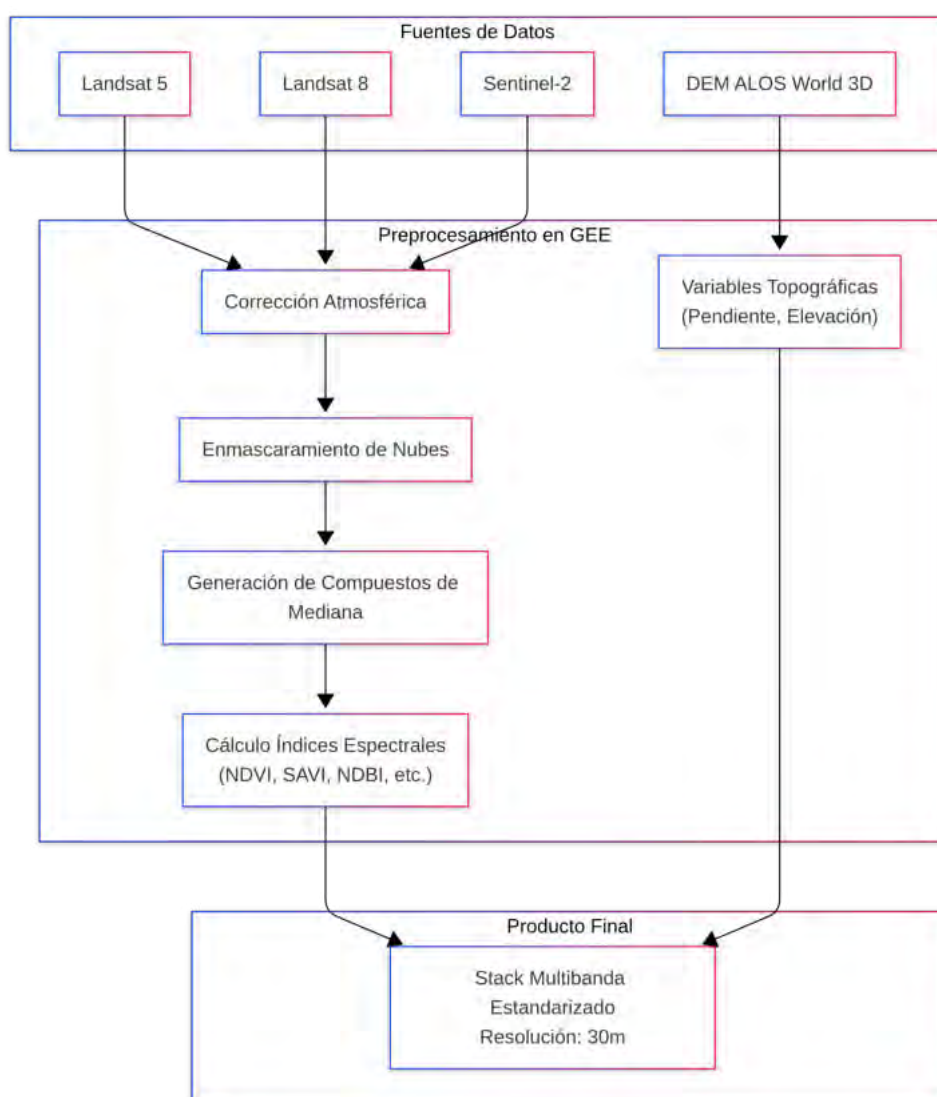 Fuentes de Datos
Landsat 5
Landsat 8
Sentinel-2
DEM ALOS World 3D
Preprocesamiento en GEE
Corrección Atmosférica
Variables Topográficas
(Pendiente, Elevación)
Enmascaramiento de Nubes
Generación de Compuestos de
Mediana
Cálculo Índices Espectrales
(NDVI, SAVI, NDBI, etc.)
Producto Final
Stack Multibanda
Estandarizado
Resolución: 30m